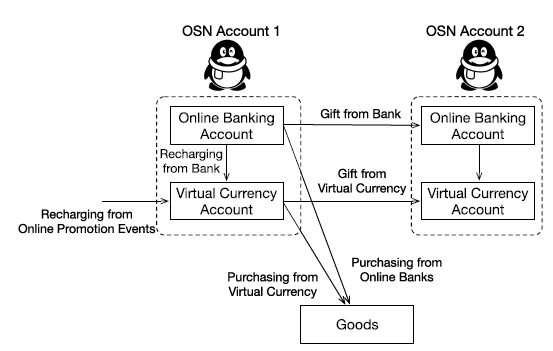 OSN Account 1
OSN Account 2
Online Banking
Account
Gift from Bank
Online Banking
Account
Recharging
from Bank
Gift from
Virtual Currency
Virtual Currency
Account
Virtual Currency
Account
Recharging from
Online Promotion Events
Purchasing from
Online Banks
Purchasing from
Virtual Currency
Goods